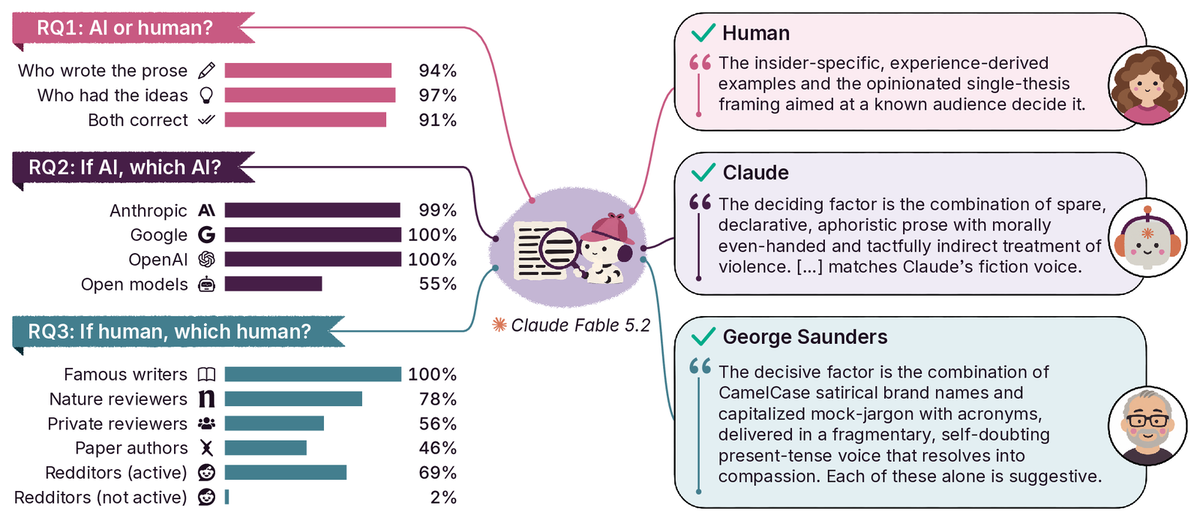 RQ1: AI or human?
Who wrote the prose 94%
Who had the ideas 97%
Both correct 91%
RQ2: If AI, which AI?
Anthropic 99%
Google 100%
OpenAI 100%
Open models 55%
RQ3: If human, which human?
Famous writers 100%
Nature reviewers 78%
Private reviewers 56%
Paper authors 46%
Redditors (active) 69%
Redditors (not active) 2%
Claude Fable 5.2
Human
“ The insider-specific, experience-derived
examples and the opinionated single-thesis
framing aimed at a known audience decide it.
Claude
“ The deciding factor is the combination of spare,
declarative, aphoristic prose with morally
even-handed and tactfully indirect treatment of
violence. [...] matches Claude’s fiction voice.
George Saunders
“ The decisive factor is the combination of
CamelCase satirical brand names and
capitalized mock-jargon with acronyms,
delivered in a fragmentary, self-doubting
present-tense voice that resolves into
compassion. Each of these alone is suggestive.